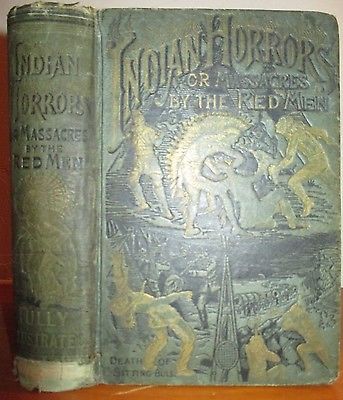 INDIAN
HORRORS
OR MASSACRES
BY THE
RED MEN
FULLY
ILLUSTRATED
INDIAN HORRORS
OR MASSACRES
BY THE RED MEN
DEATH OF
SITTING BULL